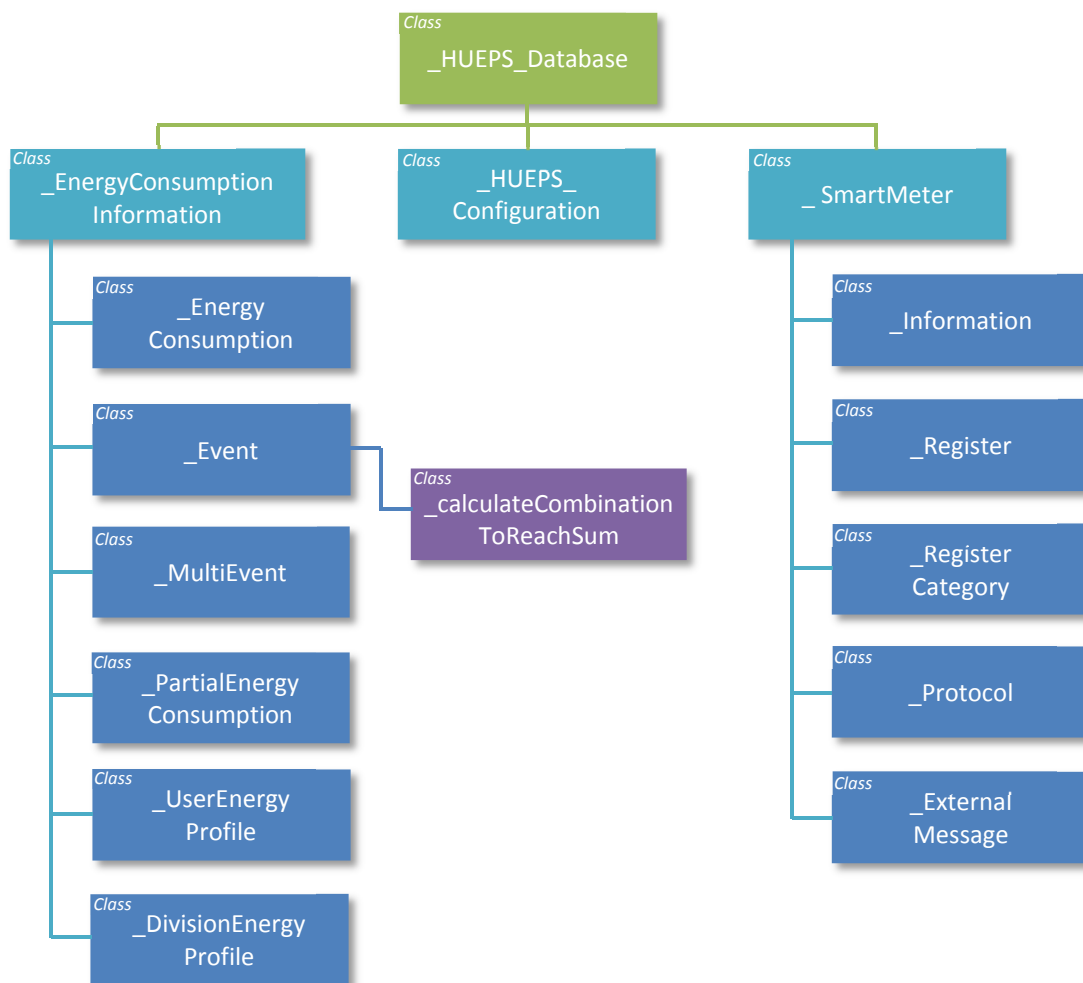 Class
_HUEPS_Database
Class
_EnergyConsumption
Information
Class
_HUEPS_
Configuration
Class
_ SmartMeter
Class
_Energy
Consumption
Class
_Event
Class
_calculateCombination
ToReachSum
Class
_MultiEvent
Class
_PartialEnergy
Consumption
Class
_UserEnergy
Profile
Class
_DivisionEnergy
Profile
Class
_Information
Class
_Register
Class
_Register
Category
Class
_Protocol
Class
_External
Message